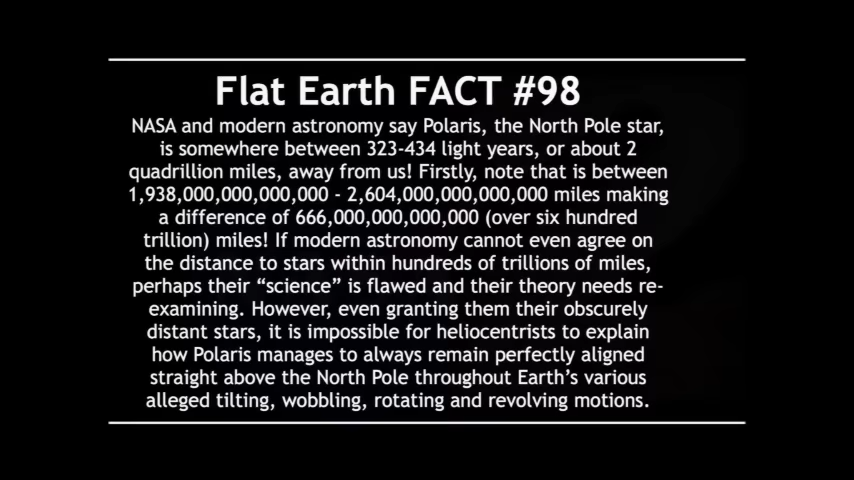 Flat Earth FACT #98
NASA and modern astronomy say Polaris, the North Pole star,
is somewhere between 323-434 light years, or about 2
quadrillion miles, away from us! Firstly, note that is between
1,938,000,000,000,000 - 2,604,000,000,000,000 miles making
a difference of 666,000,000,000,000 (over six hundred
trillion) miles! If modern astronomy cannot even agree on
the distance to stars within hundreds of trillions of miles,
perhaps their “science” is flawed and their theory needs re-
examining. However, even granting them their obscurely
distant stars, it is impossible for heliocentrists to explain
how Polaris manages to always remain perfectly aligned
straight above the North Pole throughout Earth’s various
alleged tilting, wobbling, rotating and revolving motions.